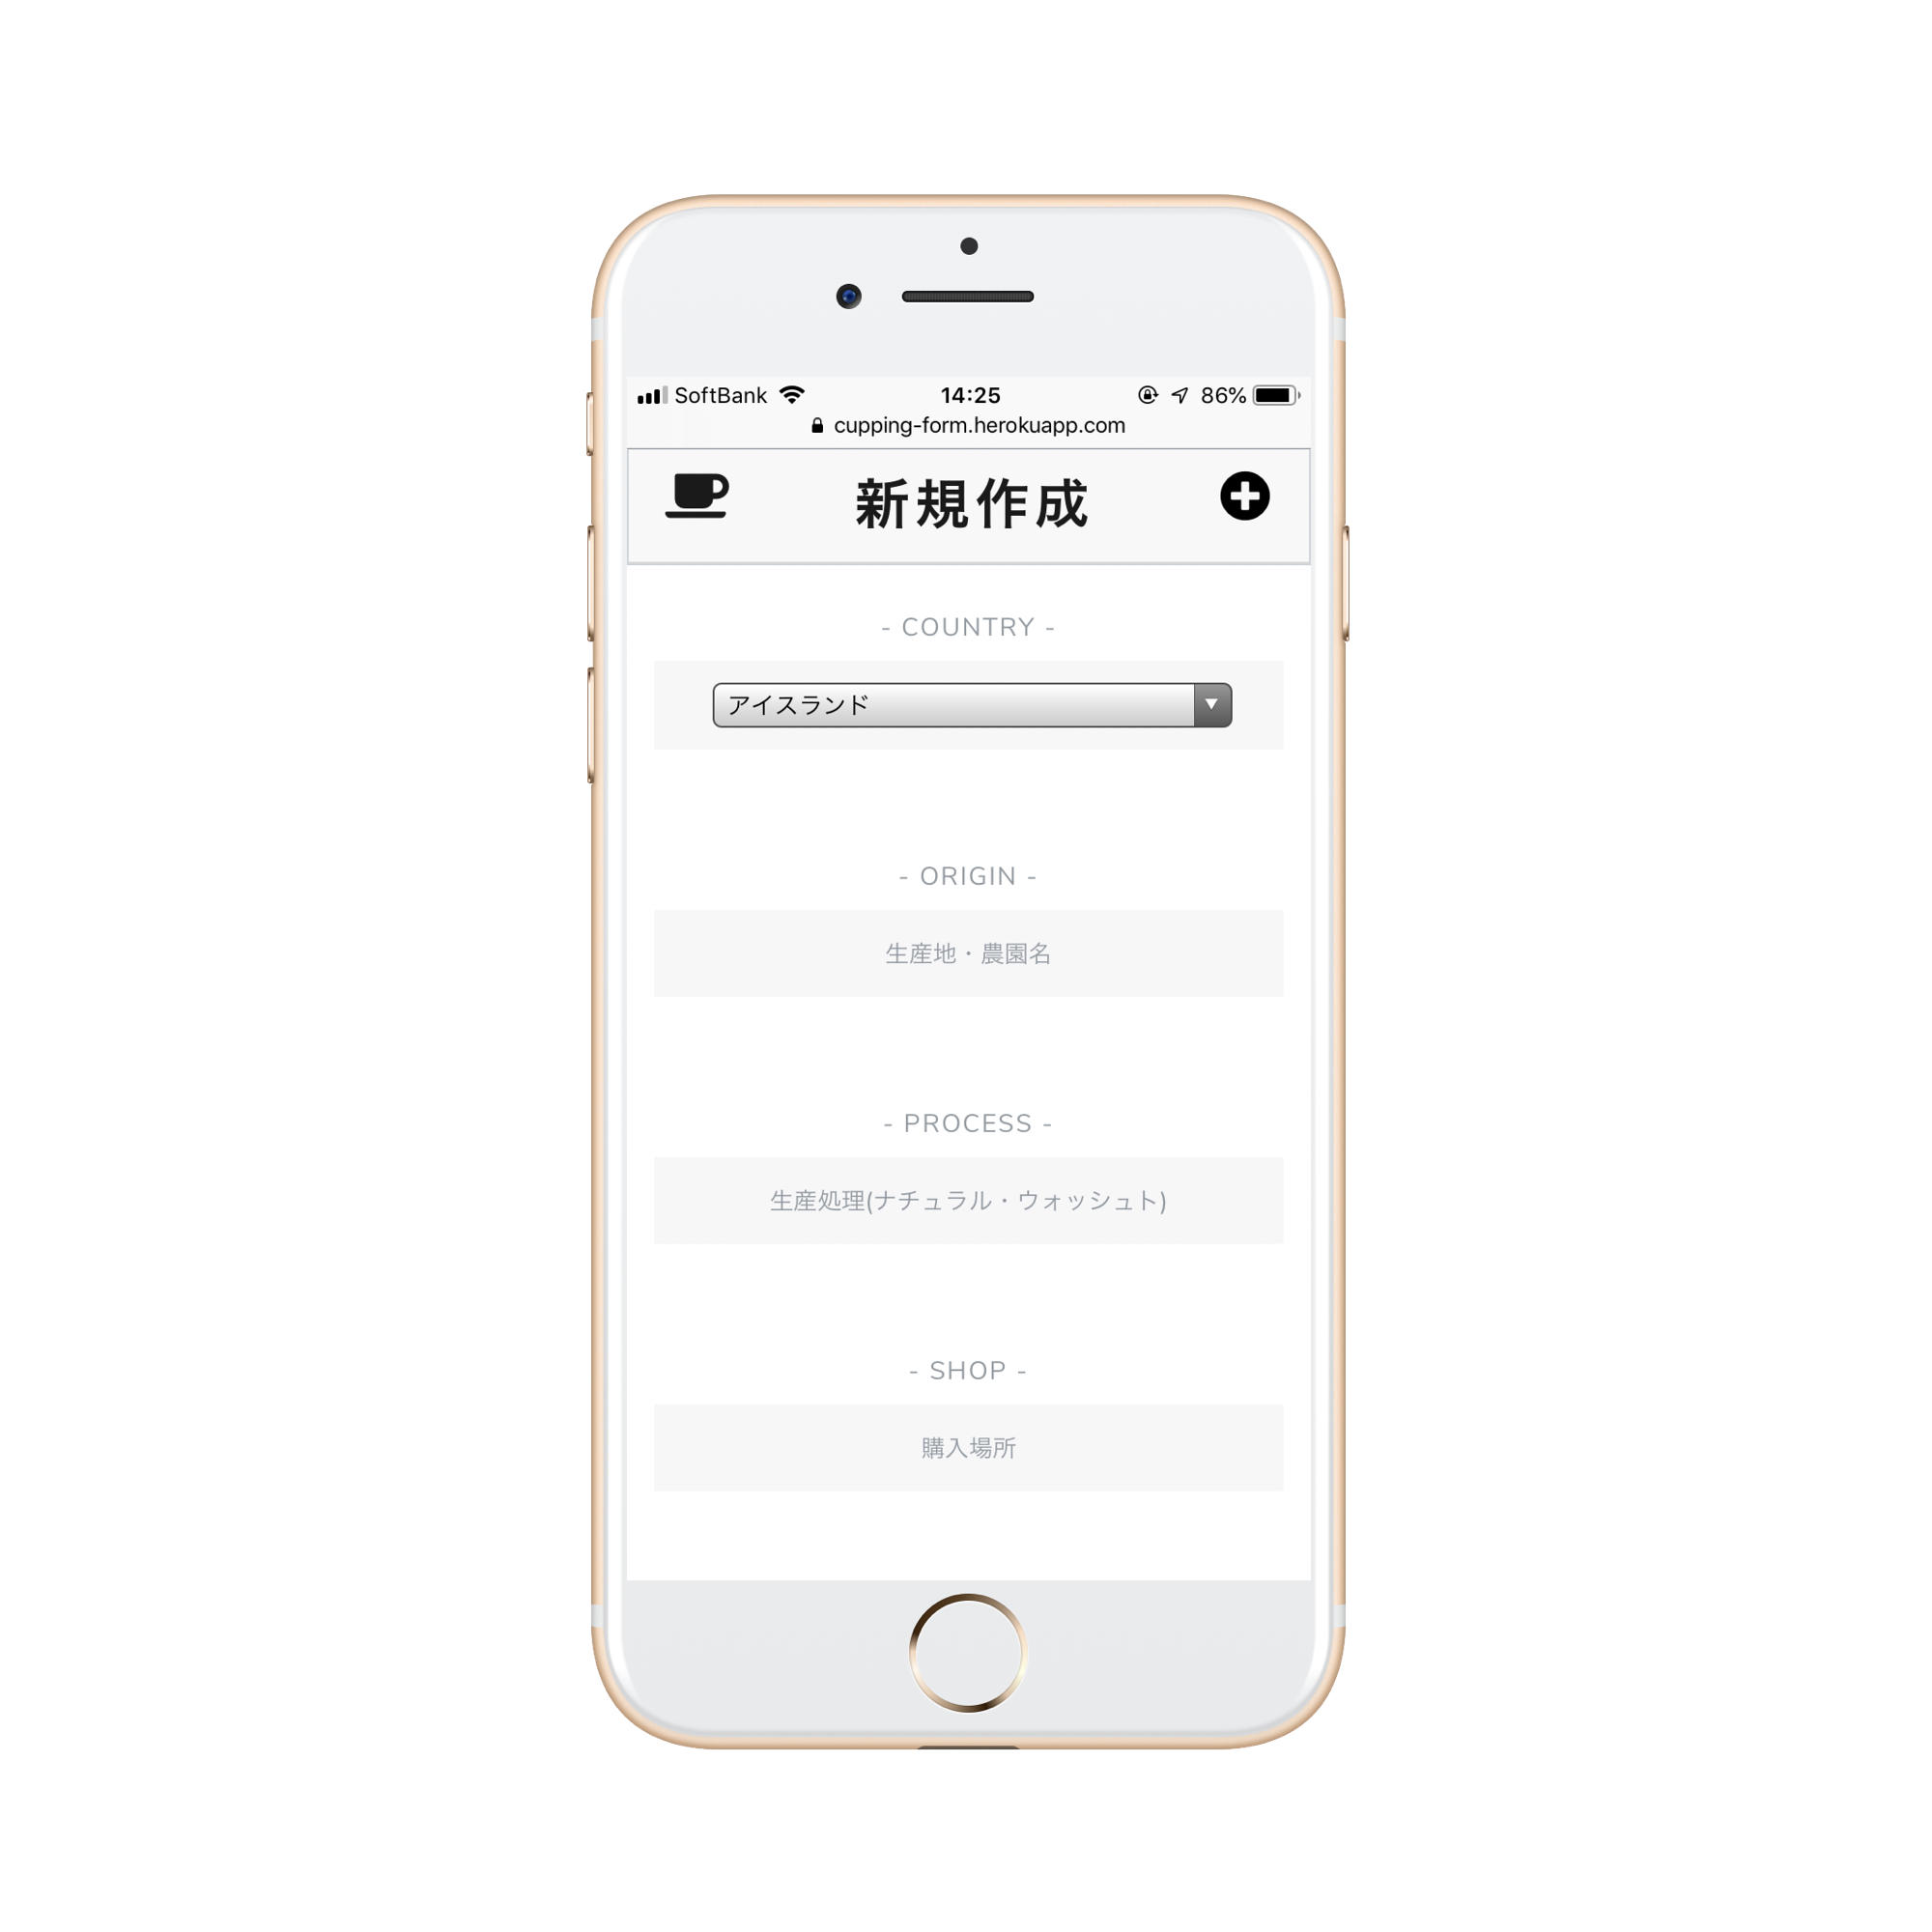 SoftBank 14:25 86%
cupping-form.herokuapp.com
新規作成
- COUNTRY -
アイスランド
- ORIGIN -
生産地・農園名
- PROCESS -
生産処理(ナチュラル・ウォッシュト)
- SHOP -
購入場所